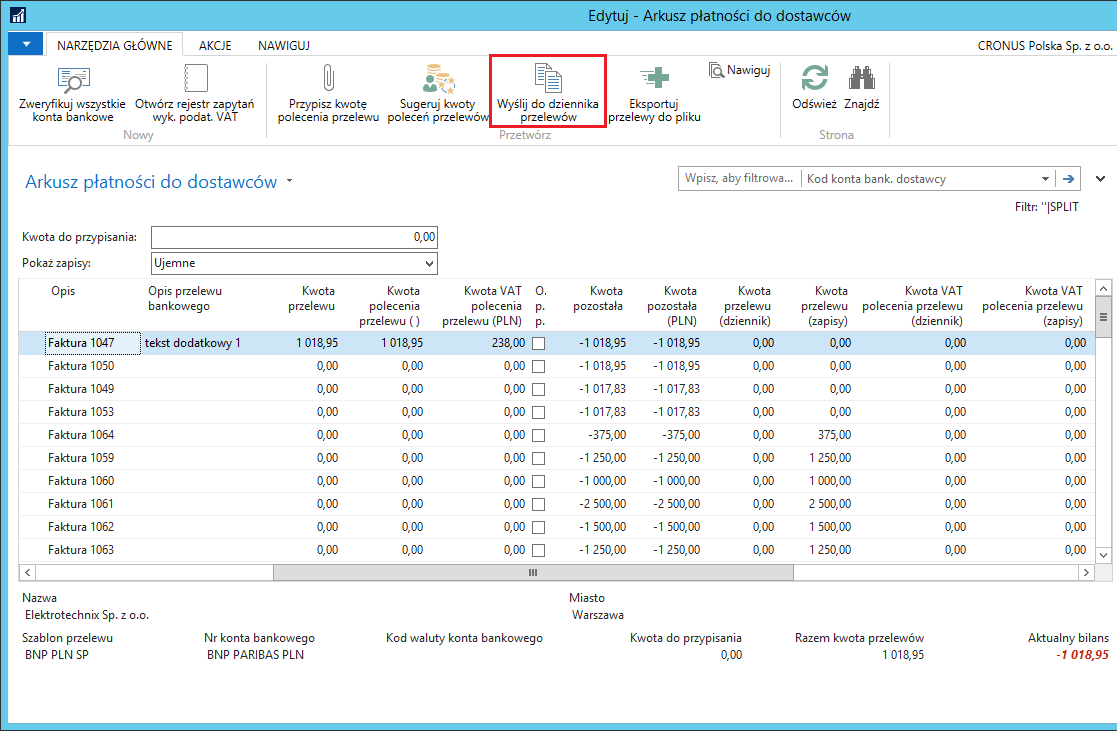 Edytuj - Arkusz płatności do dostawców
NARZĘDZIA GŁÓWNE AKCJE NAWIGUJ CRONUS Polska Sp. z o.o.
Zweryfikuj wszystkie konta bankowe
Otwórz rejestr zapytań wyk. podat. VAT
Przypisz kwotę polecenia przelewu
Sugeruj kwoty poleceń przelewów
Wyślij do dziennika przelewów
Eksportuj przelewy do pliku
Nawiguj
Odśwież
Znajdź
Nowy Przetwórz Strona
Arkusz płatności do dostawców
Wpisz, aby filtrowa... Kod konta bank. dostawcy
Filtr: ''|SPLIT
Kwota do przypisania: 0,00
Pokaż zapisy: Ujemne
Opis
Opis przelewu bankowego
Kwota przelewu
Kwota polecenia przelewu ( )
Kwota VAT polecenia przelewu (PLN)
O. p. p.
Kwota pozostała
Kwota pozostała (PLN)
Kwota przelewu (dziennik)
Kwota przelewu (zapisy)
Kwota VAT polecenia przelewu (dziennik)
Kwota VAT polecenia przelewu (zapisy)
Faktura 1047 tekst dodatkowy 1 1 018,95 1 018,95 238,00 -1 018,95 -1 018,95 0,00 0,00 0,00 0,00
Faktura 1050 0,00 0,00 0,00 -1 018,95 -1 018,95 0,00 0,00 0,00 0,00
Faktura 1049 0,00 0,00 0,00 -1 017,83 -1 017,83 0,00 0,00 0,00 0,00
Faktura 1053 0,00 0,00 0,00 -1 017,83 -1 017,83 0,00 0,00 0,00 0,00
Faktura 1064 0,00 0,00 0,00 -375,00 -375,00 0,00 375,00 0,00 0,00
Faktura 1059 0,00 0,00 0,00 -1 250,00 -1 250,00 0,00 1 250,00 0,00 0,00
Faktura 1060 0,00 0,00 0,00 -1 000,00 -1 000,00 0,00 1 000,00 0,00 0,00
Faktura 1061 0,00 0,00 0,00 -2 500,00 -2 500,00 0,00 2 500,00 0,00 0,00
Faktura 1062 0,00 0,00 0,00 -1 500,00 -1 500,00 0,00 1 500,00 0,00 0,00
Faktura 1063 0,00 0,00 0,00 -1 250,00 -1 250,00 0,00 1 250,00 0,00 0,00
Nazwa Miasto
Elektrotechnix Sp. z o.o. Warszawa
Szablon przelewu Nr konta bankowego Kod waluty konta bankowego Kwota do przypisania Razem kwota przelewów Aktualny bilans
BNP PLN SP BNP PARIBAS PLN 0,00 1 018,95 -1 018,95